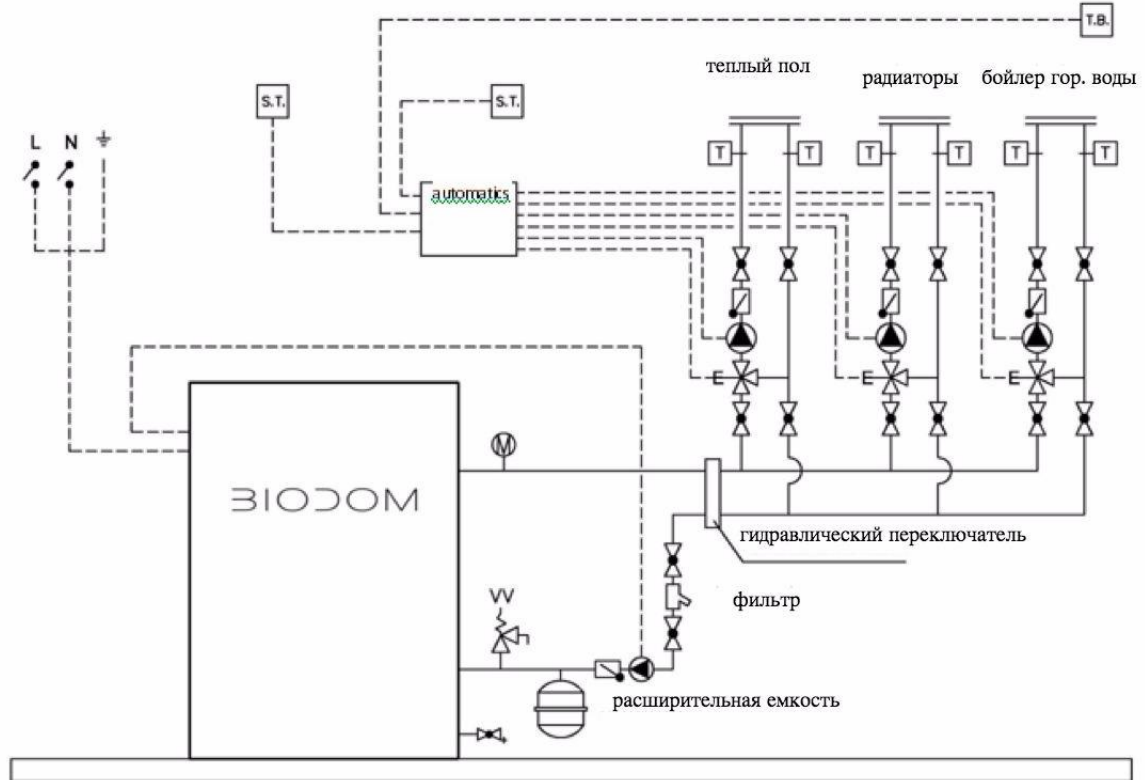 T.B.
теплый пол
радиаторы
бойлер гор. воды
S.T.
S.T.
L N
T T T T T T
automatics
E E E
M
BIODOM
гидравлический переключатель
VV
фильтр
расширительная емкость